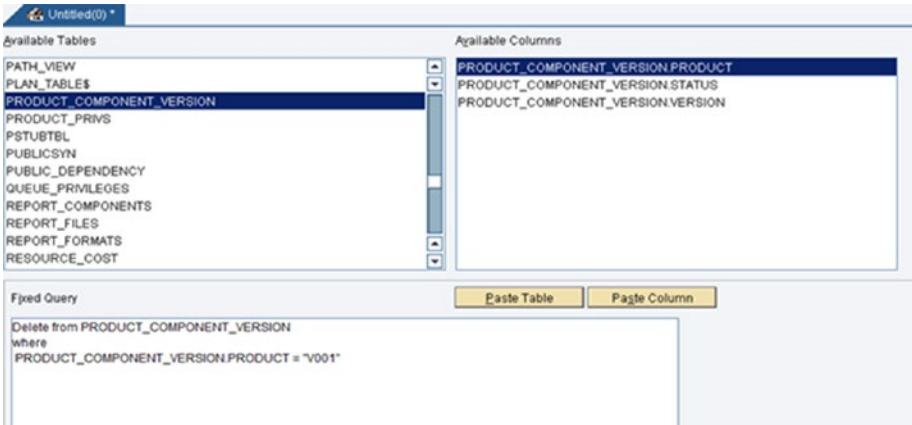 Untitled(0) *
Available Tables
Available Columns
PATH_VIEW
PLAN_TABLE$
PRODUCT_COMPONENT_VERSION
PRODUCT_PRIVS
PSTUBTBL
PUBLICSYN
PUBLIC_DEPENDENCY
QUEUE_PRIVILEGES
REPORT_COMPONENTS
REPORT_FILES
REPORT_FORMATS
RESOURCE_COST
PRODUCT_COMPONENT_VERSION.PRODUCT
PRODUCT_COMPONENT_VERSION.STATUS
PRODUCT_COMPONENT_VERSION.VERSION
Fixed Query
Paste Table
Paste Column
Delete from PRODUCT_COMPONENT_VERSION
where
PRODUCT_COMPONENT_VERSION.PRODUCT = "V001"